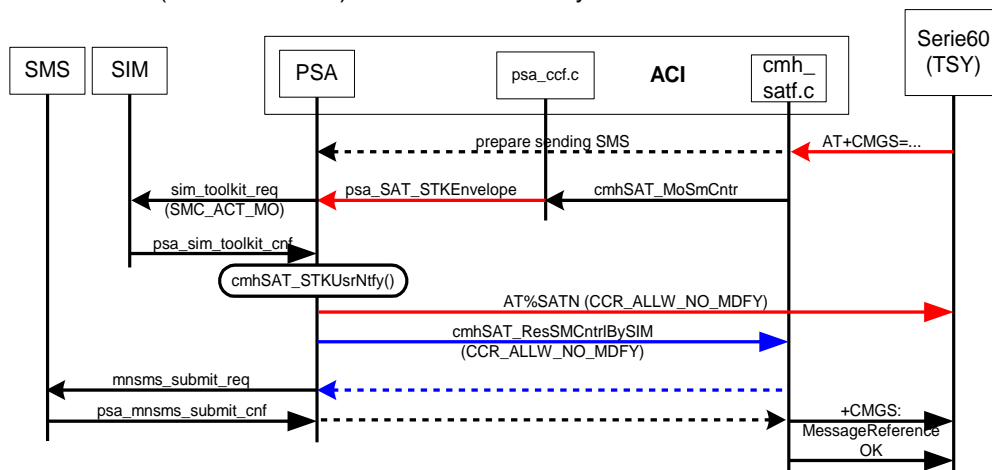 Serie60
(TSY)
SMS
SIM
PSA
psa_ccf.c
ACI
cmh_
satf.c
prepare sending SMS
AT+CMGS=...
sim_toolkit_req
(SMC_ACT_MO)
psa_SAT_STKEnvelope
cmhSAT_MoSmCntr
psa_sim_toolkit_cnf
cmhSAT_STKUsrNtfy()
AT%SATN (CCR_ALLW_NO_MDFY)
cmhSAT_ResSMCntrlBySIM
(CCR_ALLW_NO_MDFY)
mnsms_submit_req
psa_mnsms_submit_cnf
+CMGS:
MessageReference
OK